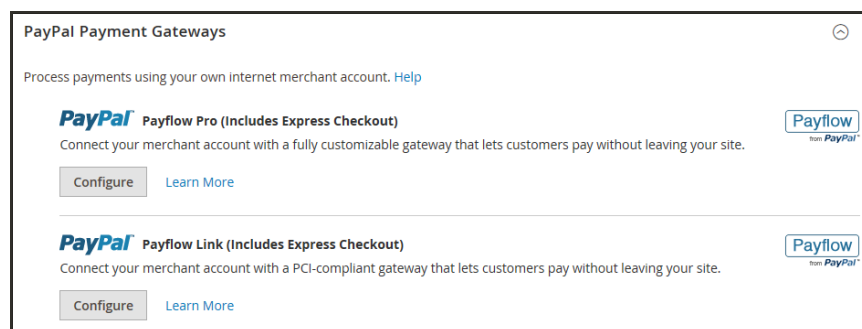 PayPal Payment Gateways
Process payments using your own internet merchant account. Help
PayPal Payflow Pro (Includes Express Checkout)
Payflow
from PayPal
Connect your merchant account with a fully customizable gateway that lets customers pay without leaving your site.
Configure Learn More
PayPal Payflow Link (Includes Express Checkout)
Payflow
from PayPal
Connect your merchant account with a PCI-compliant gateway that lets customers pay without leaving your site.
Configure Learn More